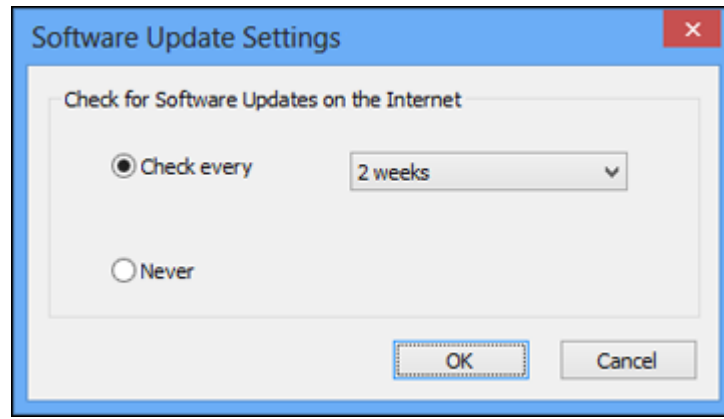 Software Update Settings
Check for Software Updates on the Internet
Check every 2 weeks
Never
OK Cancel